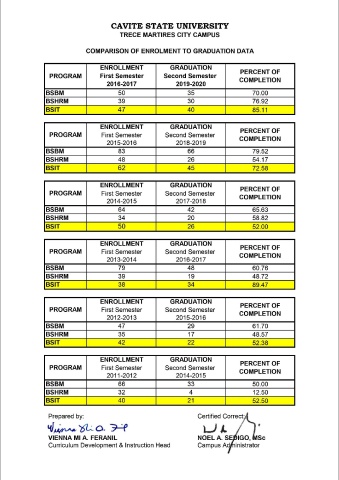 CAVITE STATE UNIVERSITY
TRECE MARTIRES CITY CAMPUS
COMPARISON OF ENROLMENT TO GRADUATION DATA
PROGRAM ENROLLMENT First Semester 2016-2017 GRADUATION Second Semester 2019-2020 PERCENT OF COMPLETION
BSBM 50 35 70.00
BSHRM 39 30 76.92
BSIT 47 40 85.11
PROGRAM ENROLLMENT First Semester 2015-2016 GRADUATION Second Semester 2018-2019 PERCENT OF COMPLETION
BSBM 83 66 79.52
BSHRM 48 26 54.17
BSIT 62 45 72.58
PROGRAM ENROLLMENT First Semester 2014-2015 GRADUATION Second Semester 2017-2018 PERCENT OF COMPLETION
BSBM 64 42 65.63
BSHRM 34 20 58.82
BSIT 50 26 52.00
PROGRAM ENROLLMENT First Semester 2013-2014 GRADUATION Second Semester 2016-2017 PERCENT OF COMPLETION
BSBM 79 48 60.76
BSHRM 39 19 48.72
BSIT 38 34 89.47
PROGRAM ENROLLMENT First Semester 2012-2013 GRADUATION Second Semester 2015-2016 PERCENT OF COMPLETION
BSBM 47 29 61.70
BSHRM 35 17 48.57
BSIT 42 22 52.38
PROGRAM ENROLLMENT First Semester 2011-2012 GRADUATION Second Semester 2014-2015 PERCENT OF COMPLETION
BSBM 66 33 50.00
BSHRM 32 4 12.50
BSIT 40 21 52.50
Prepared by: Certified Correct:
VIENNA MI A. FERANIL NOEL A. SEDIGO, MSc
Curriculum Development & Instruction Head Campus Administrator